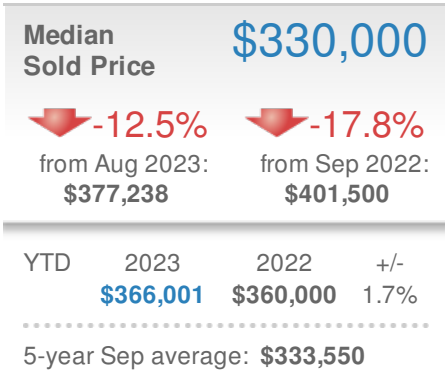 Median $330,000
Sold Price
-12.5% -17.8%
from Aug 2023: from Sep 2022:
$377,238 $401,500
YTD 2023 2022 +/-
$366,001 $360,000 1.7%
5-year Sep average: $333,550